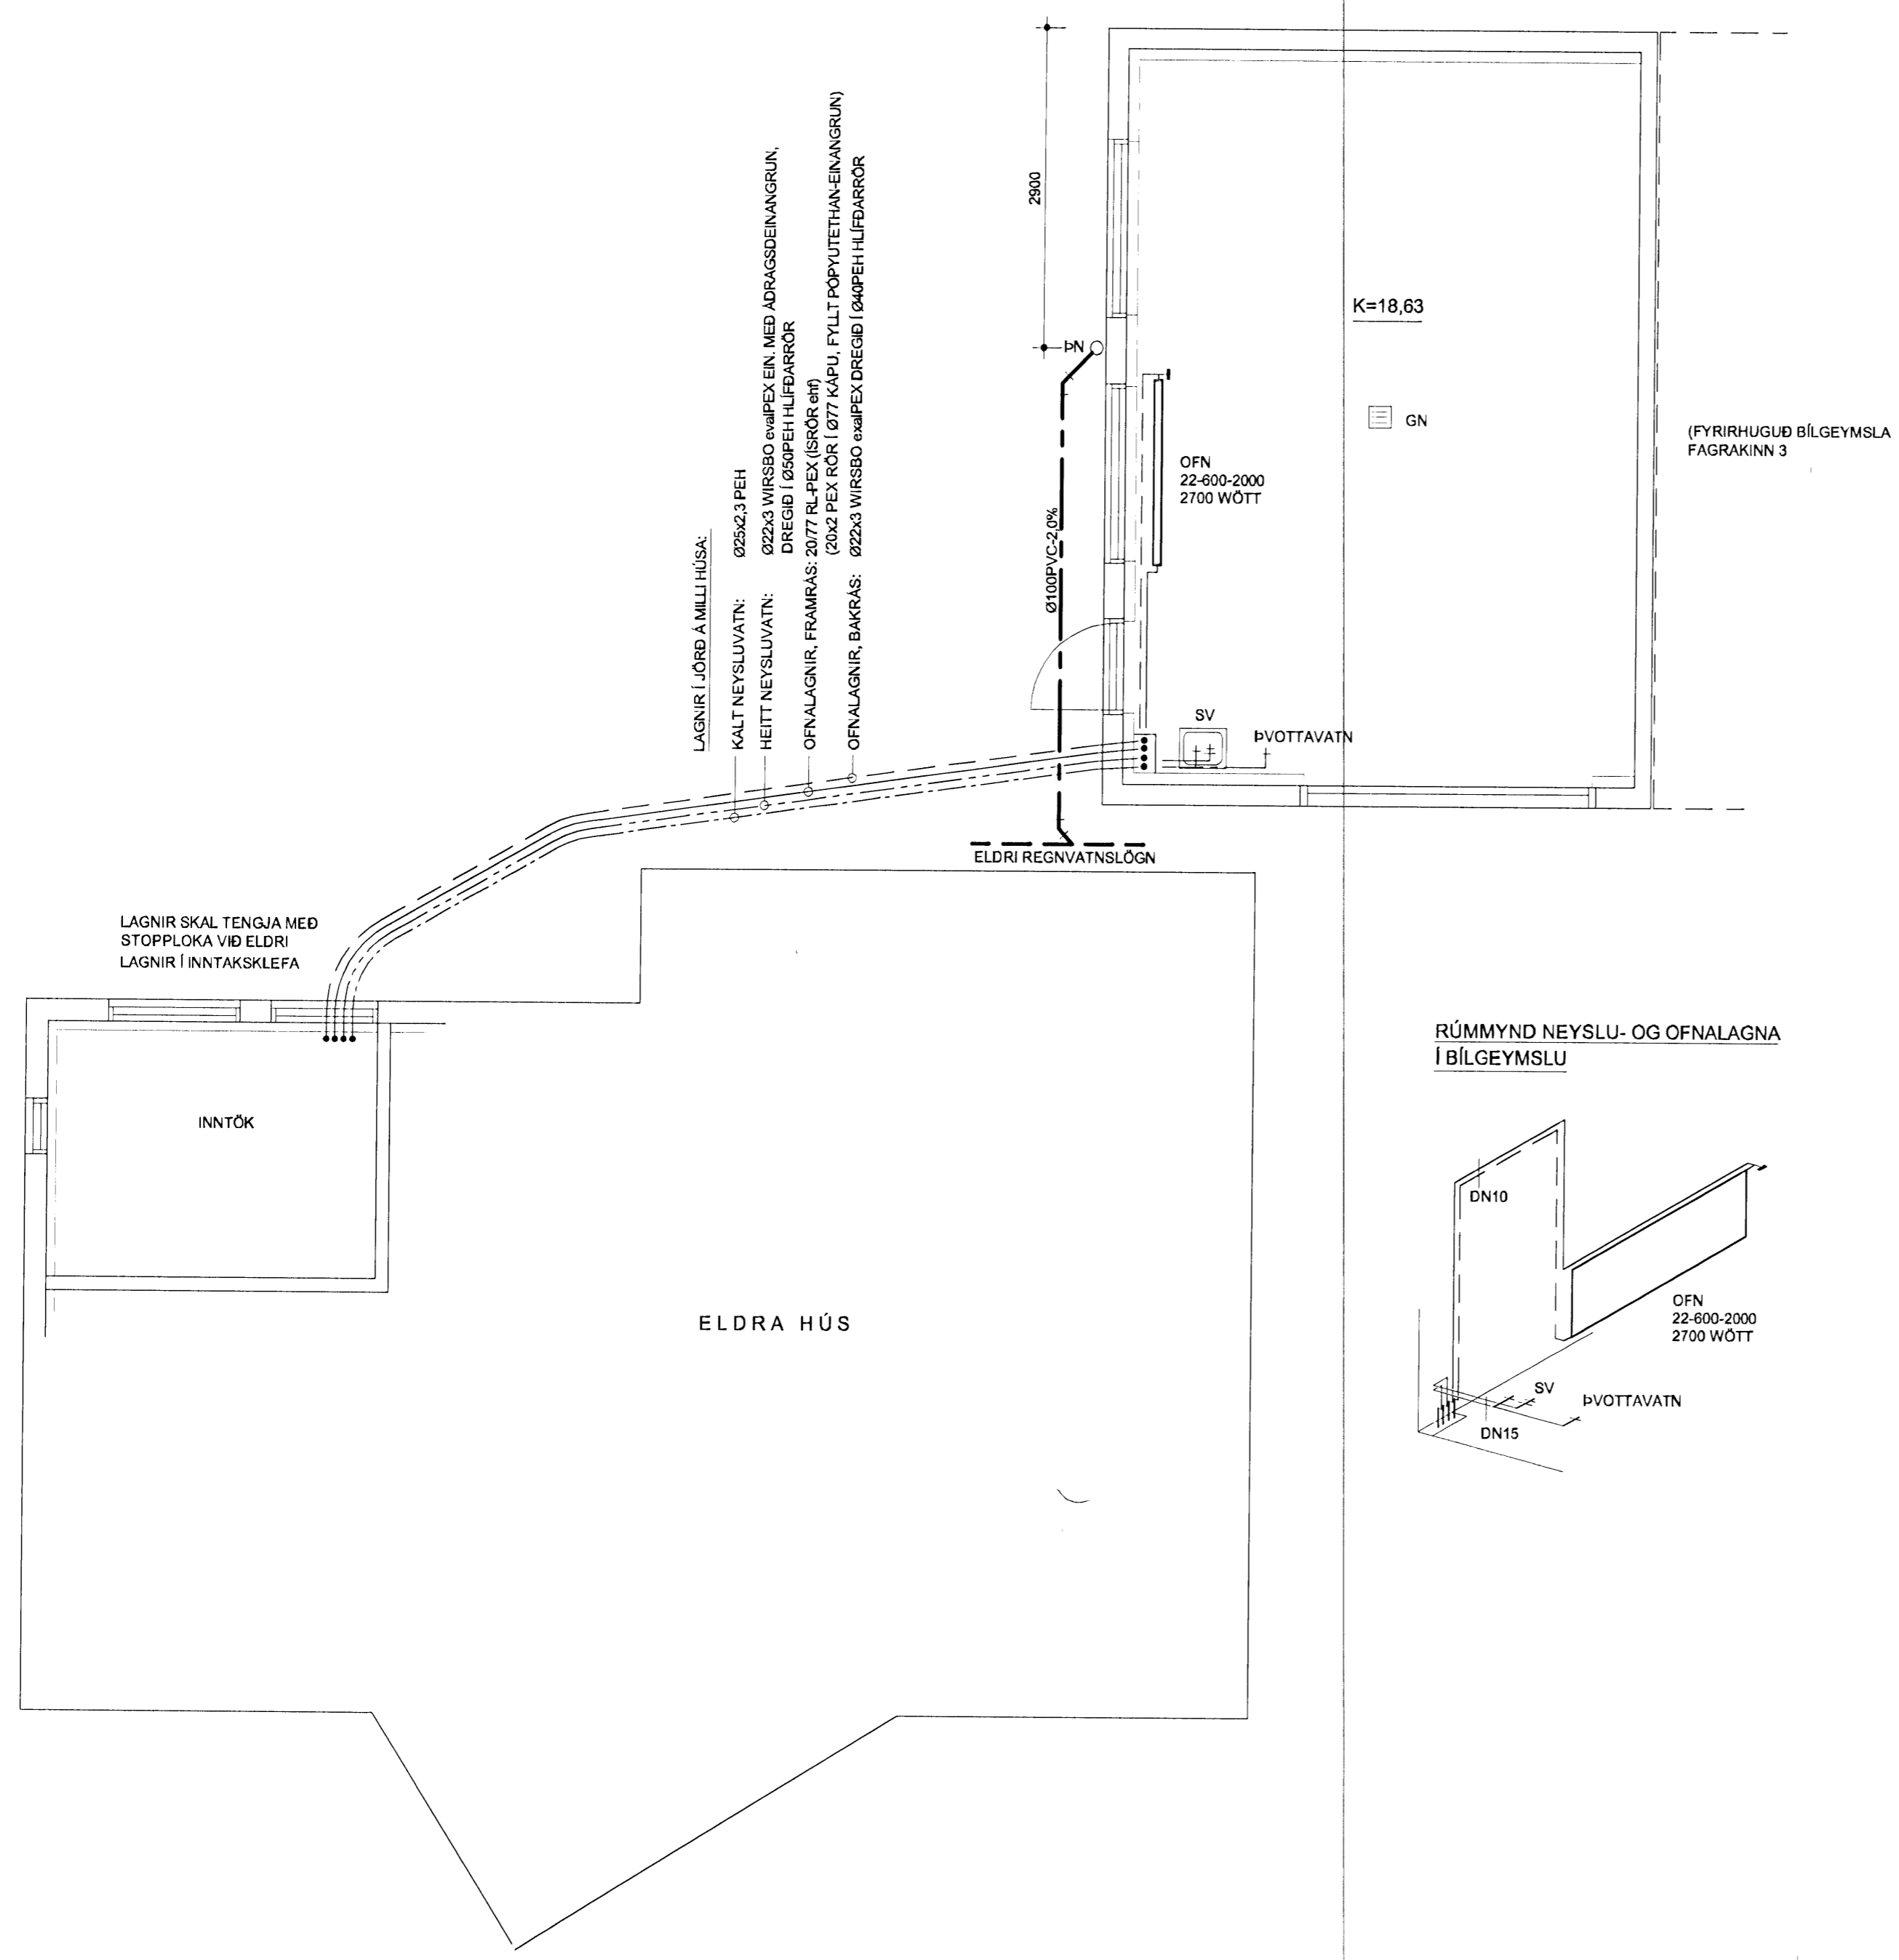 2900
LAGNIR Í JÖRÐ Á MILLI HÚSA:
KALT NEYSLUVATN: Ø25x2,3 PEH
HEITT NEYSLUVATN: Ø22x3 WIRSBO evalPEX EIN. MEÐ ÁDRAGSDEINANGRUN,
DREGIÐ Í Ø50PEH HLÍFÐARRÖR
OFNALAGNIR, FRAMRÁS: 20/77 RL-PEX (ÍSRÖR ehf)
(20x2 PEX RÖR Í Ø77 KÁPU, FYLLT PÓPYUTETHAN-EINANGRUN)
OFNALAGNIR, BAKRÁS: Ø22x3 WIRSBO exalPEX DREGIÐ Í Ø40PEH HLÍFÐARRÖR
K=18,63
ÞN
GN
OFN
22-600-2000
2700 WÖTT
(FYRIRHUGUÐ BÍLGEYMSLA
FAGRAKINN 3
Ø100PVC-2,0%
SV
ÞVOTTAVATN
ELDRI REGNVATNSLÖGN
LAGNIR SKAL TENGJA MEÐ
STOPPLOKA VIÐ ELDRI
LAGNIR Í INNTAKSKLEFA
INNTÖK
ELDRA HÚS
RÚMMYND NEYSLU- OG OFNALAGNA
Í BÍLGEYMSLU
DN10
OFN
22-600-2000
2700 WÖTT
SV
ÞVOTTAVATN
DN15